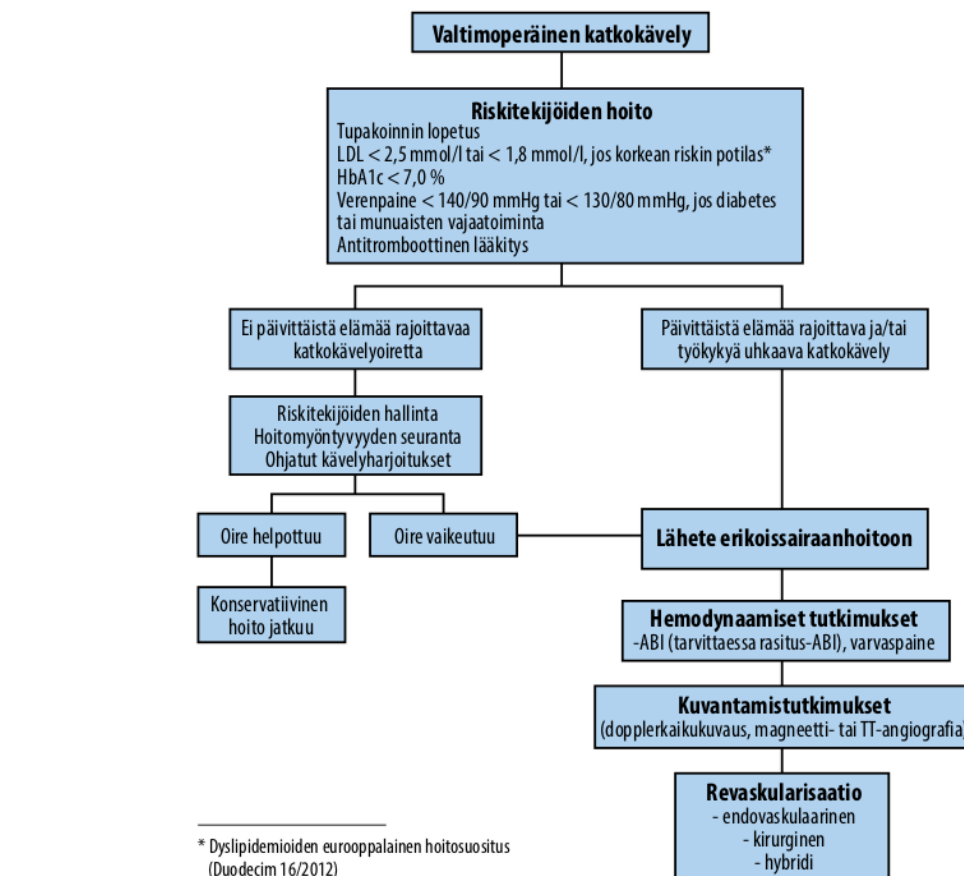 Valtimoperäinen katkokävely
Riskitekijöiden hoito
Tupakoinnin lopetus
LDL < 2,5 mmol/l tai < 1,8 mmol/l, jos korkean riskin potilas*
HbA1c < 7,0 %
Verenpaine < 140/90 mmHg tai < 130/80 mmHg, jos diabetes
tai munuaisten vajaatoiminta
Antitromboottinen lääkitys
Ei päivittäistä elämää rajoittavaa
katkokävelyoiretta
Päivittäistä elämää rajoittava ja/tai
työkykyä uhkaava katkokävely
Riskitekijöiden hallinta
Hoitomyöntyvyyden seuranta
Ohjatut kävelyharjoitukset
Oire helpottuu
Oire vaikeutuu
Lähete erikoissairaanhoitoon
Konservatiivinen
hoito jatkuu
Hemodynaamiset tutkimukset
-ABI (tarvittaessa rasitus-ABI), varvaspaine
Kuvantamistutkimukset
(dopplerkaikukuvaus, magneetti- tai TT-angiografia)
Revaskularisaatio
- endovaskulaarinen
- kirurginen
- hybridi
* Dyslipidemioiden eurooppalainen hoitosuositus
(Duodecim 16/2012)